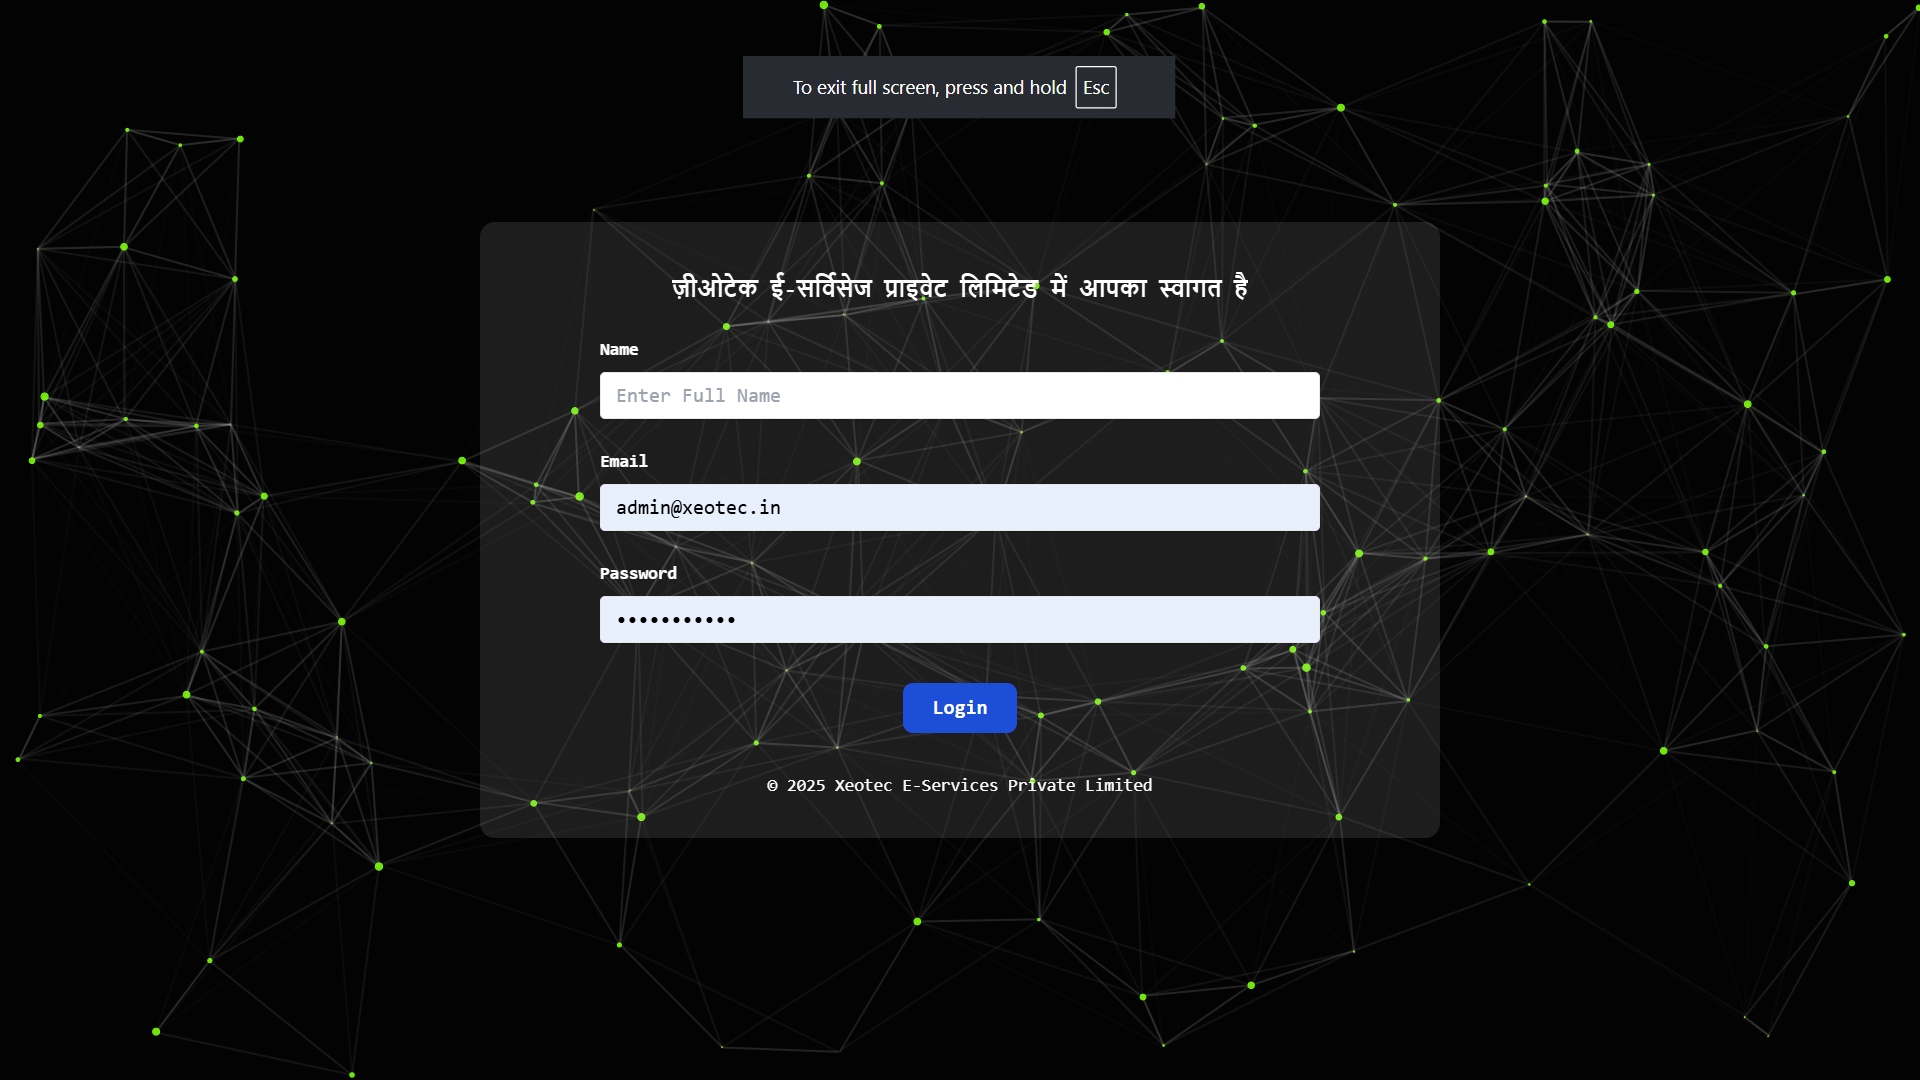 To exit full screen, press and hold Esc
ज़ीओटेक ई-सर्विसेज प्राइवेट लिमिटेड में आपका स्वागत है
Name
Enter Full Name
Email
admin@xeotec.in
Password
•••••••••••
Login
© 2025 Xeotec E-Services Private Limited